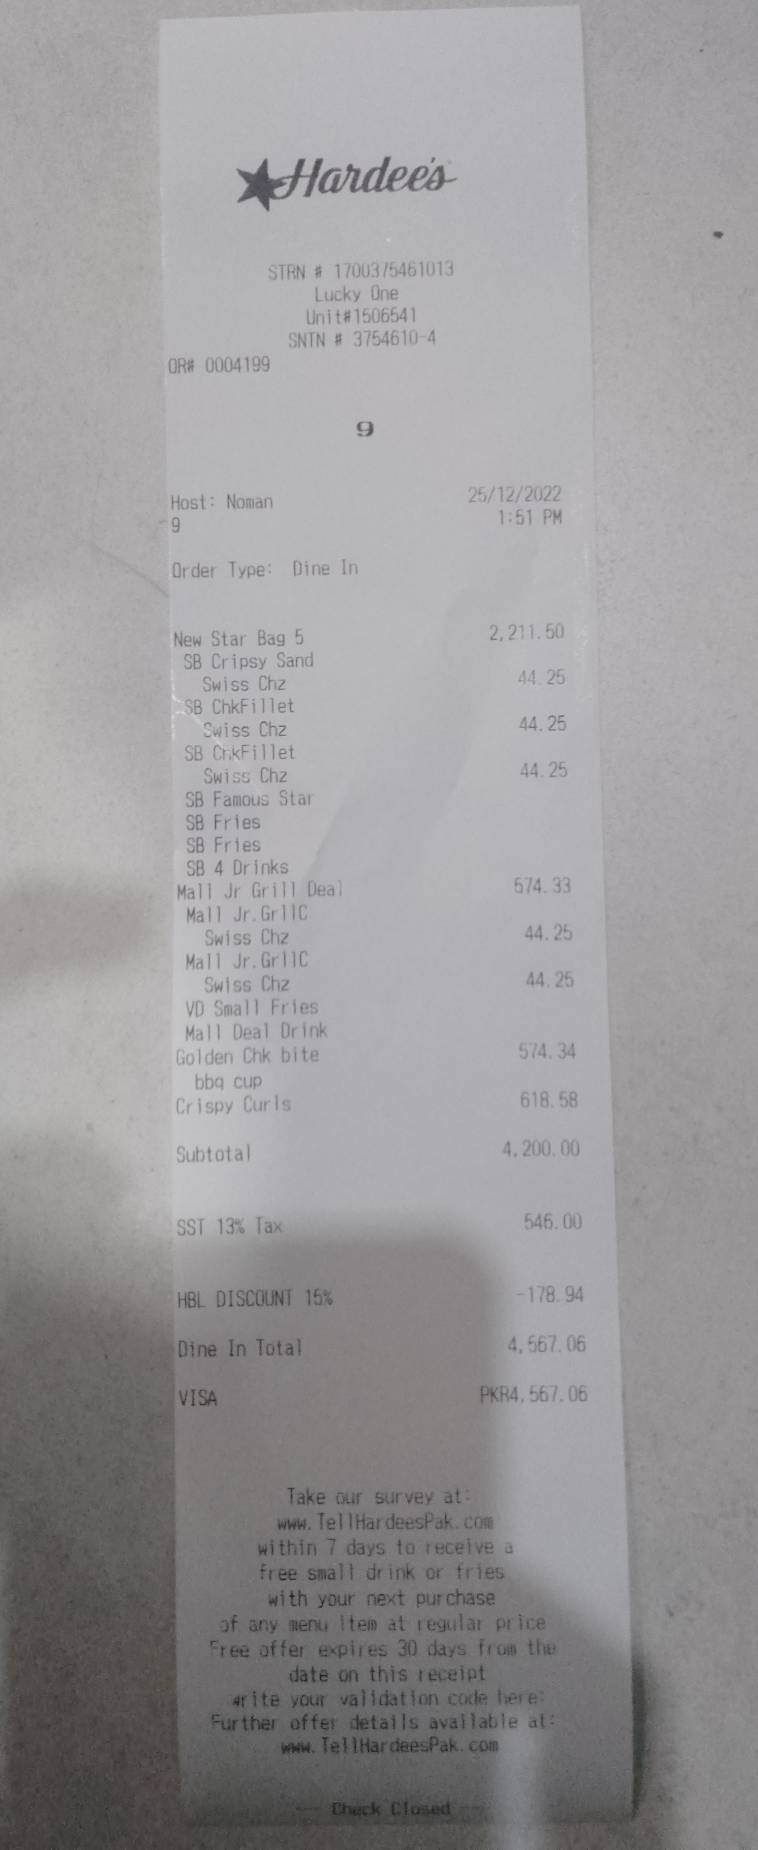 Hardee's
STRN # 1700375461013
Lucky One
Unit#1506541
SNTN # 3754610-4
OR# 0004199
9
Host: Noman 25/12/2022
9 1:51 PM
Order Type: Dine In
New Star Bag 5 2,211.50
SB Cripsy Sand
Swiss Chz 44.25
SB ChkFillet
Swiss Chz 44.25
SB ChkFillet
Swiss Chz 44.25
SB Famous Star
SB Fries
SB Fries
SB 4 Drinks
Mall Jr Grill Deal 574.33
Mall Jr.GrllC
Swiss Chz 44.25
Mall Jr.GrllC
Swiss Chz 44.25
VD Small Fries
Mall Deal Drink
Golden Chk bite 574.34
bbq cup
Crispy Curls 618.58
Subtotal 4,200.00
SST 13% Tax 546.00
HBL DISCOUNT 15% -178.94
Dine In Total 4,567.06
VISA PKR4,567.06
Take our survey at:
www.TellHardeesPak.com
within 7 days to receive a
free small drink or fries
with your next purchase
of any menu item at regular price
Free offer expires 30 days from the
date on this receipt
write your validation code here:
Further offer details available at:
www.TellHardeesPak.com
--- Check Closed ---